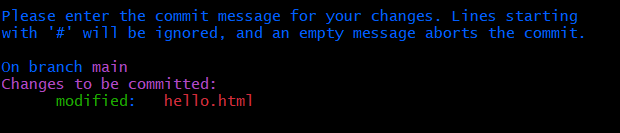 Please enter the commit message for your changes. Lines starting
with '#' will be ignored, and an empty message aborts the commit.
On branch main
Changes to be committed:
modified:   hello.html